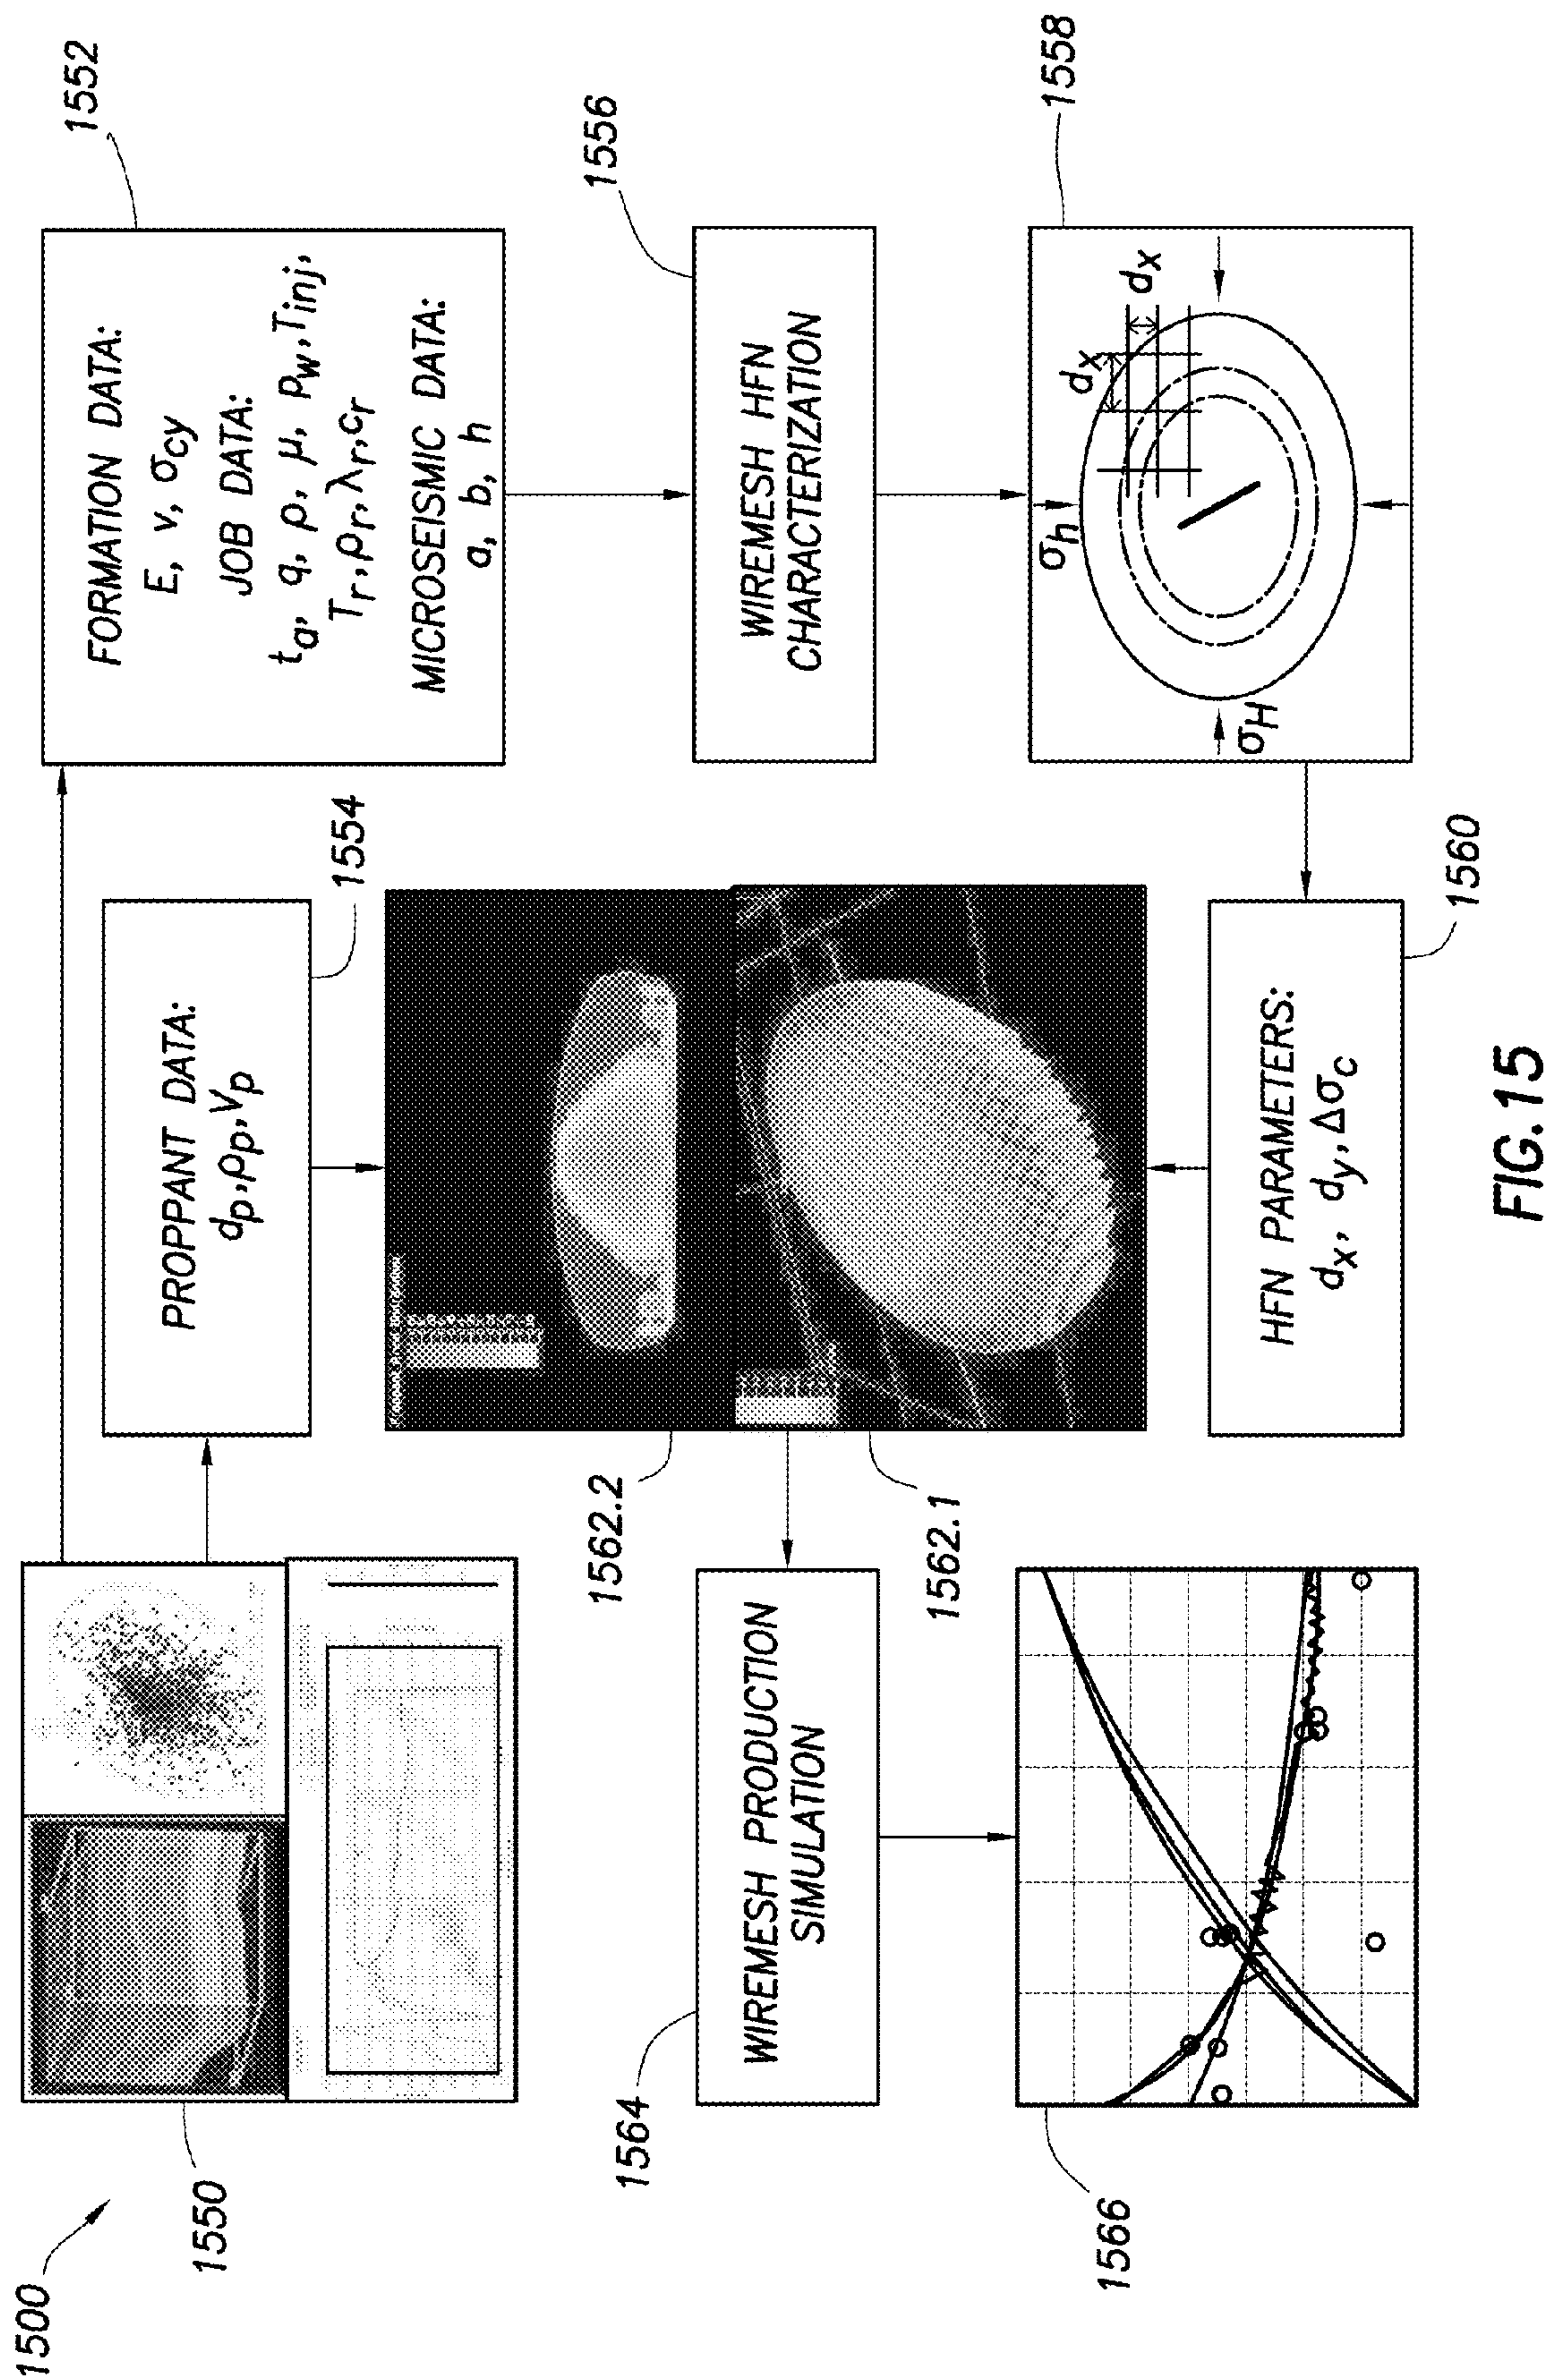 1500
1550
PROPPANT DATA:
dp, ρp, Vp
1554
FORMATION DATA:
E, ν, σcy
JOB DATA:
ta, q, ρ, μ, pw, Tinj,
Tr, ρr, λr, cr
MICROSEISMIC DATA:
a, b, h
1552
1562.2
1562.1
1564
WIREMESH PRODUCTION
SIMULATION
WIREMESH HFN
CHARACTERIZATION
1556
1566
HFN PARAMETERS:
dx, dy, Δσc
1560
σh
dx
dx
σH
1558
FIG.15